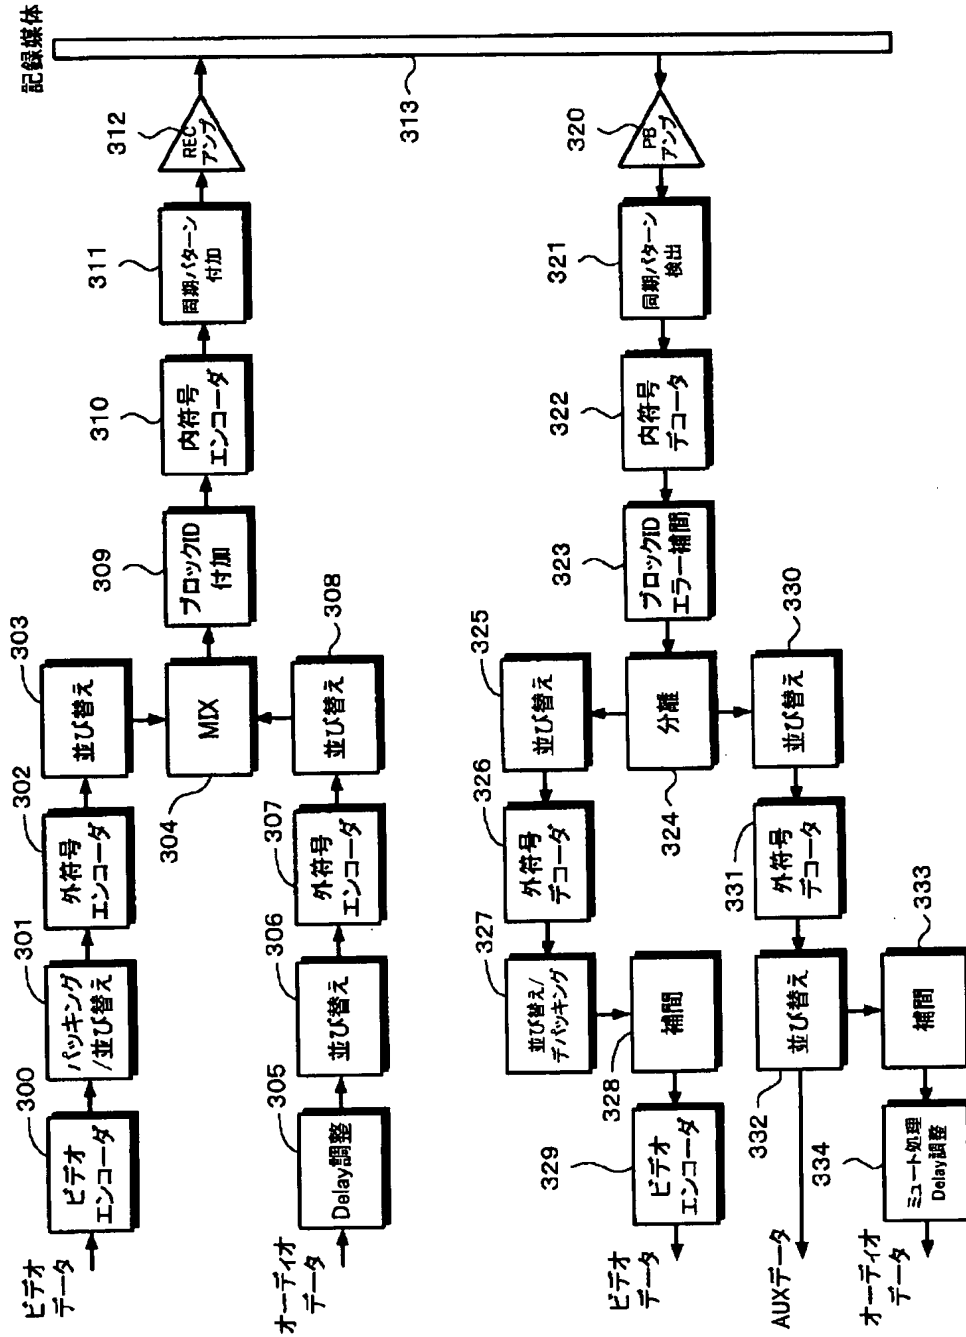 ビデオ
データ
300
ビデオ
エンコーダ
301
パッキング
/並び替え
302
外符号
エンコーダ
303
並び替え
オーディオ
データ
305
Delay調整
306
並び替え
307
外符号
エンコーダ
308
並び替え
304
MIX
309
ブロックID
付加
310
内符号
エンコーダ
311
同期パターン
付加
312
REC
アンプ
記録媒体
313
320
PB
アンプ
321
同期パターン
検出
322
内符号
デコータ
323
ブロックID
エラー補間
324
分離
325
並び替え
326
外符号
デコータ
327
並び替え/
デパッキング
328
補間
329
ビデオ
エンコーダ
ビデオ
データ
330
並び替え
331
外符号
デコータ
332
並び替え
AUXデータ
333
補間
334
ミュート処理
Delay調整
オーディオ
データ